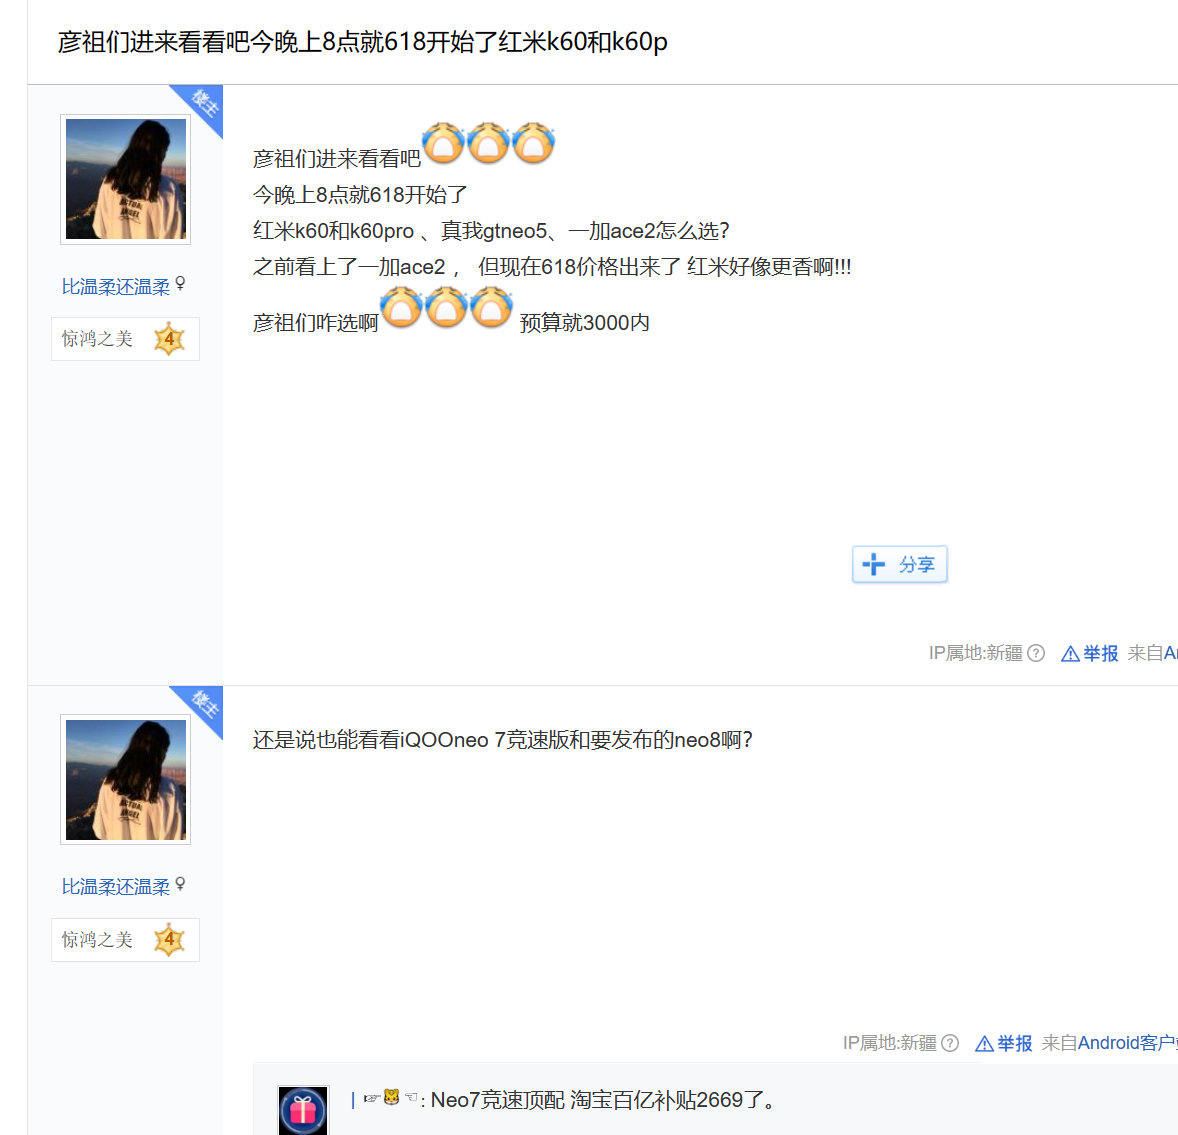 彦祖们进来看看吧今晚上8点就618开始了红米k60和k60p
楼主
彦祖们进来看看吧
今晚上8点就618开始了
红米k60和k60pro 、真我gtneo5、一加ace2怎么选?
之前看上了一加ace2 ， 但现在618价格出来了 红米好像更香啊!!!
彦祖们咋选啊 预算就3000内
ACTUAL
ANGEL
比温柔还温柔♀
惊鸿之美 4
分享
IP属地:新疆 ? 举报 来自An
楼主
还是说也能看看iQOOneo 7竞速版和要发布的neo8啊?
ACTUAL
ANGEL
比温柔还温柔♀
惊鸿之美 4
IP属地:新疆 ? 举报 来自Android客户
| ☞🐯☜: Neo7竞速顶配 淘宝百亿补贴2669了。